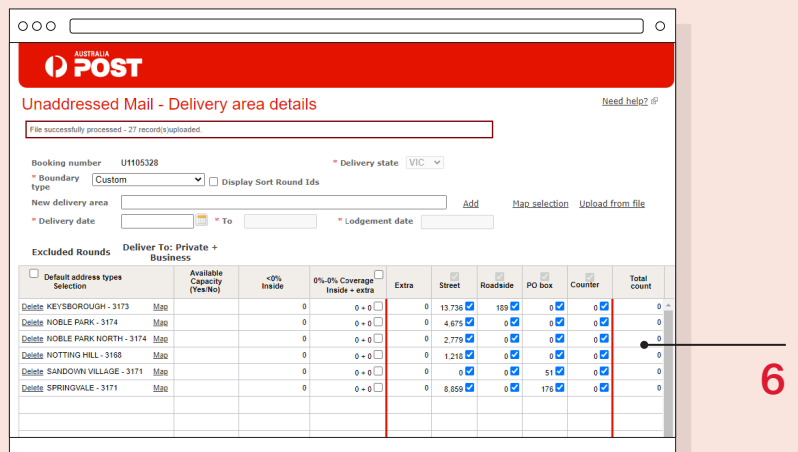 AUSTRALIA
POST
Unaddressed Mail - Delivery area details
Need help?
File successfully processed - 27 record(s)uploaded.
Booking number U1105328 * Delivery state VIC
* Boundary type Custom Display Sort Round Ids
New delivery area Add Map selection Upload from file
* Delivery date * To * Lodgement date
Excluded Rounds Deliver To: Private + Business
Default address types Selection Available Capacity (Yes/No) <0% Inside 0%-0% Coverage Inside + extra Extra Street Roadside PO box Counter Total count
Delete KEYSBOROUGH - 3173 Map 0 0 + 0 0 13,736 189 0 0 0
Delete NOBLE PARK - 3174 Map 0 0 + 0 0 4,675 0 0 0 0
Delete NOBLE PARK NORTH - 3174 Map 0 0 + 0 0 2,779 0 0 0 0
Delete NOTTING HILL - 3168 Map 0 0 + 0 0 1,218 0 0 0 0
Delete SANDOWN VILLAGE - 3171 Map 0 0 + 0 0 0 0 51 0 0
Delete SPRINGVALE - 3171 Map 0 0 + 0 0 8,859 0 176 0 0
6